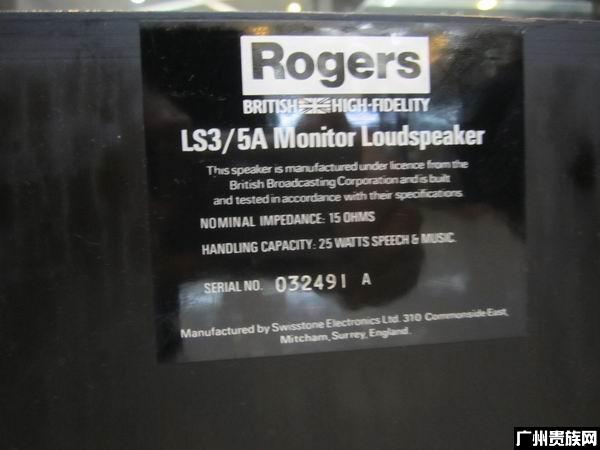 Rogers
BRITISH HIGH-FIDELITY
LS3/5A Monitor Loudspeaker
This speaker is manufactured under licence from the
British Broadcasting Corporation and is built
and tested in accordance with their specifications.
NOMINAL IMPEDANCE: 15 OHMS
HANDLING CAPACITY: 25 WATTS SPEECH & MUSIC.
SERIAL NO. 032491 A
Manufactured by Swisstone Electronics Ltd. 310 Commonside East,
Mitcham, Surrey, England.
广州贵族网